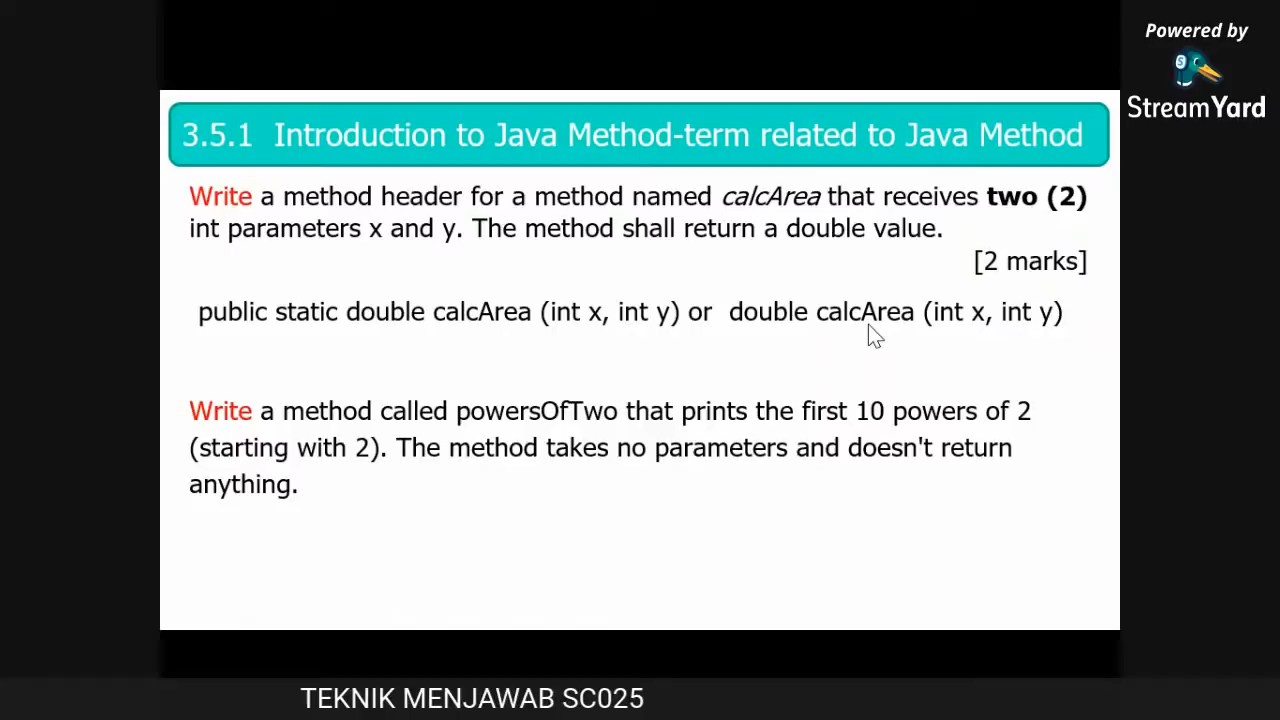 Powered by
StreamYard
3.5.1 Introduction to Java Method-term related to Java Method
Write a method header for a method named calcArea that receives two (2)
int parameters x and y. The method shall return a double value.
[2 marks]
public static double calcArea (int x, int y) or double calcArea (int x, int y)
Write a method called powersOfTwo that prints the first 10 powers of 2
(starting with 2). The method takes no parameters and doesn't return
anything.
TEKNIK MENJAWAB SC025